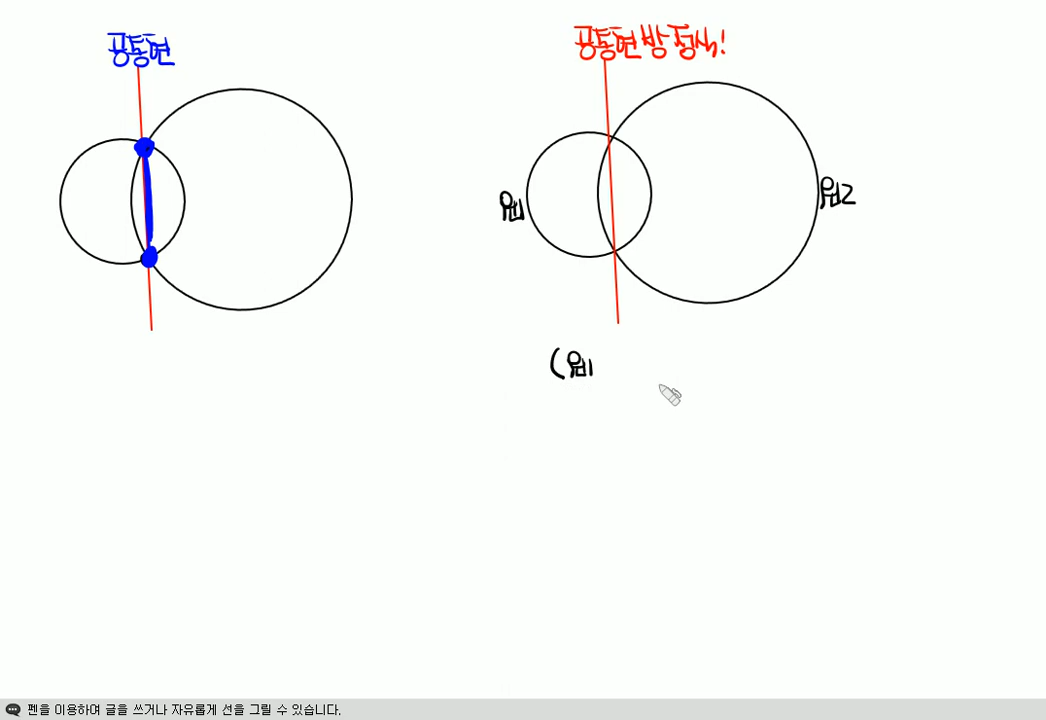 공통현
공통현 방정식!
원1
원2
(원1
펜을 이용하여 글을 쓰거나 자유롭게 선을 그릴 수 있습니다.